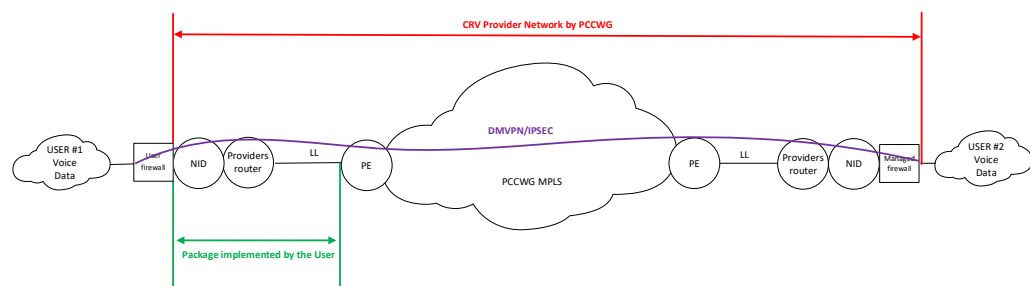 CRV Provider Network by PCCWG
DMVPN/IPSEC
USER #1
Voice
Data
User
firewall
NID
Providers
router
LL
PE
PCCWG MPLS
PE
LL
Providers
router
NID
Managed
firewall
USER #2
Voice
Data
Package implemented by the User